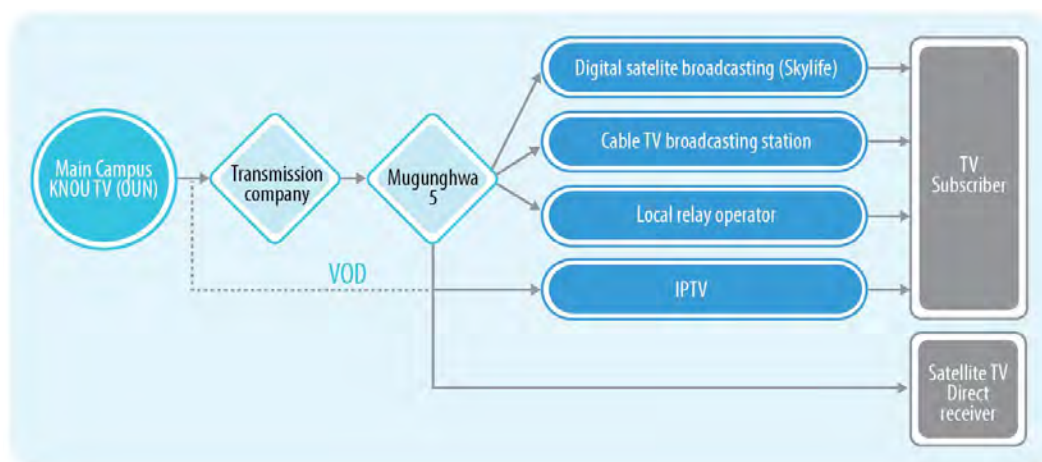 Main Campus
KNOU TV (OUN)
Transmission
company
Mugunghwa
5
Digital satelite broadcasting (Skylife)
Cable TV broadcasting station
Local relay operator
VOD
IPTV
TV
Subscriber
Satellite TV
Direct
receiver